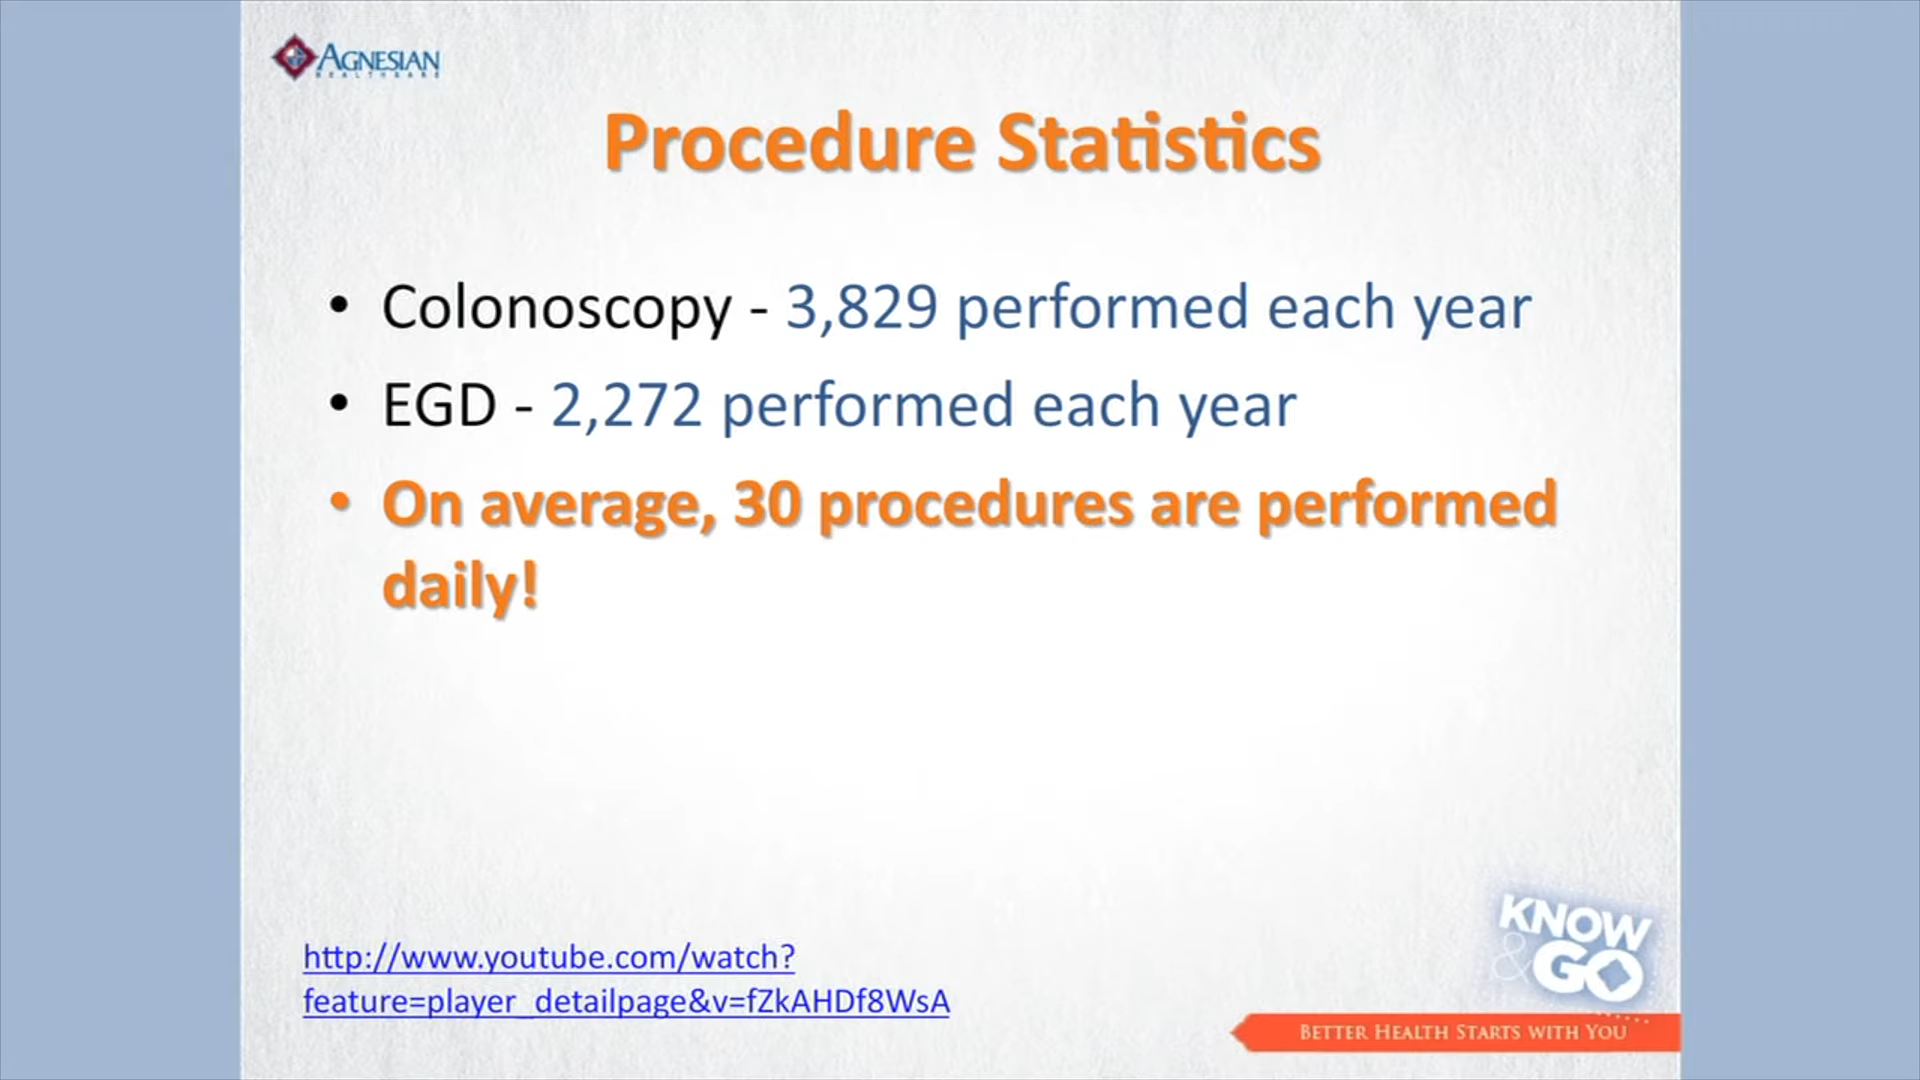 AGNESIAN
HEALTHCARE
Procedure Statistics
• Colonoscopy - 3,829 performed each year
• EGD - 2,272 performed each year
• On average, 30 procedures are performed
daily!
http://www.youtube.com/watch?
feature=player_detailpage&v=fZkAHDf8WsA
KNOW
&GO
BETTER HEALTH STARTS WITH YOU